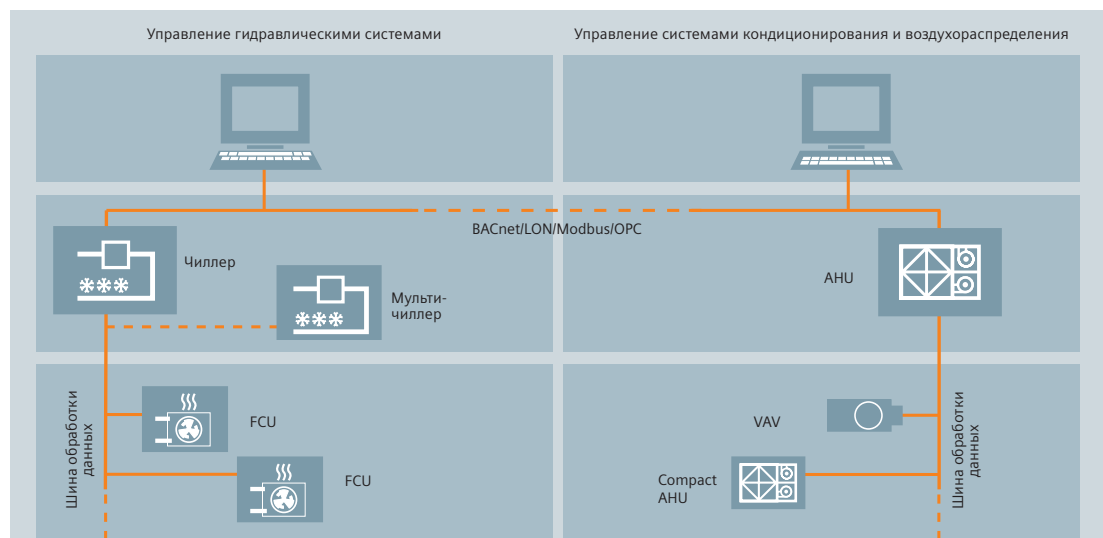 Управление гидравлическими системами
Управление системами кондиционирования и воздухораспределения
BACnet/LON/Modbus/OPC
Чиллер
Мульти-
чиллер
AHU
Шина обработки
данных
FCU
FCU
VAV
Compact
AHU
Шина обработки
данных